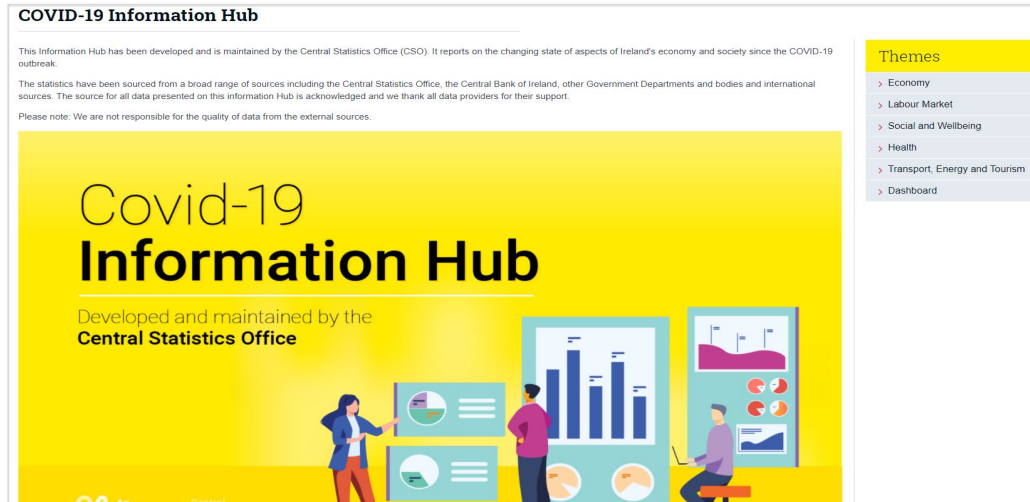 COVID-19 Information Hub
This Information Hub has been developed and is maintained by the Central Statistics Office (CSO). It reports on the changing state of aspects of Ireland's economy and society since the COVID-19
outbreak.
The statistics have been sourced from a broad range of sources including the Central Statistics Office, the Central Bank of Ireland, other Government Departments and bodies and international
sources. The source for all data presented on this information Hub is acknowledged and we thank all data providers for their support.
Please note: We are not responsible for the quality of data from the external sources.
Covid-19
Information Hub
Developed and maintained by the
Central Statistics Office
Themes
> Economy
> Labour Market
> Social and Wellbeing
> Health
> Transport, Energy and Tourism
> Dashboard